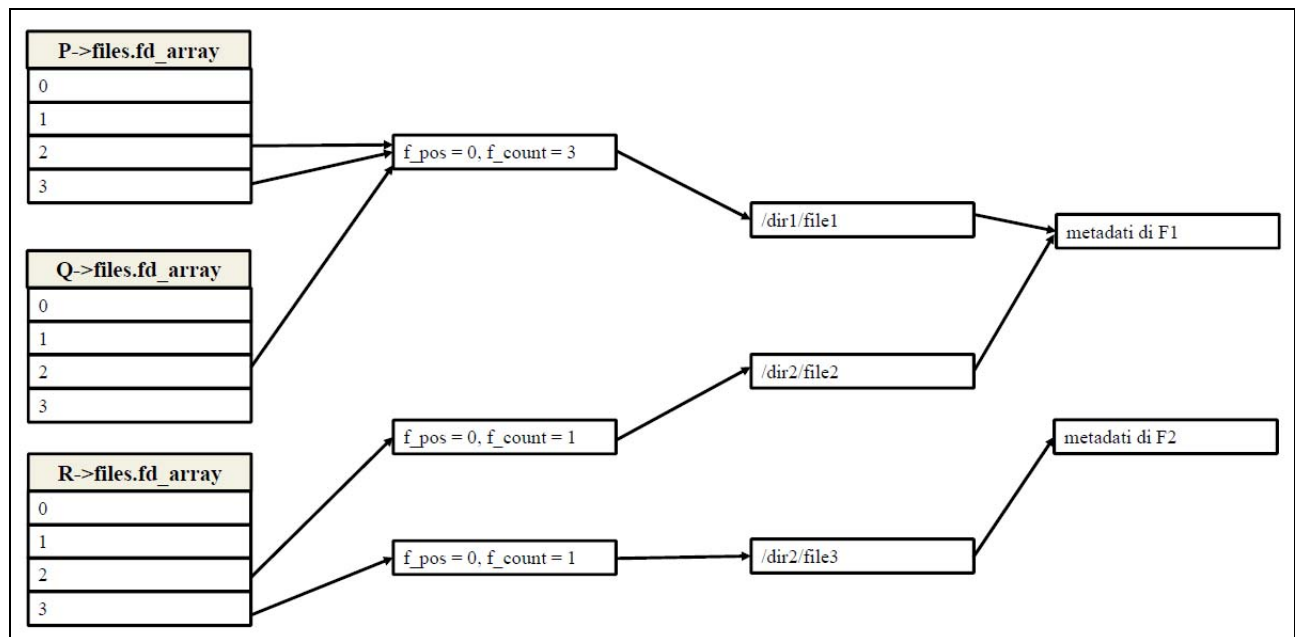 P->files.fd_array
0
1
2
3
Q->files.fd_array
0
1
2
3
R->files.fd_array
0
1
2
3
f_pos = 0, f_count = 3
f_pos = 0, f_count = 1
f_pos = 0, f_count = 1
/dir1/file1
/dir2/file2
/dir2/file3
metadati di F1
metadati di F2